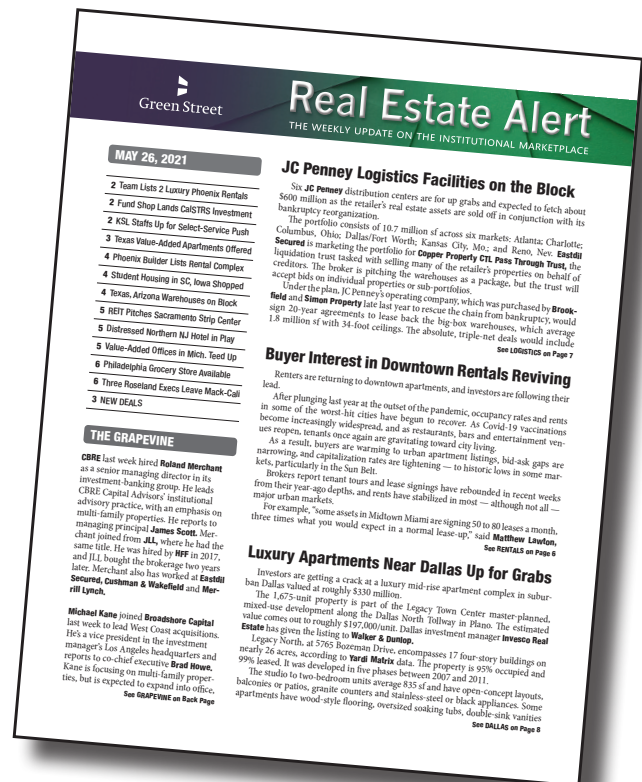 Green Street
Real Estate Alert
THE WEEKLY UPDATE ON THE INSTITUTIONAL MARKETPLACE
MAY 26, 2021
2 Team Lists 2 Luxury Phoenix Rentals
2 Fund Shop Lands CalSTRS Investment
2 KSL Staffs Up for Select-Service Push
3 Texas Value-Added Apartments Offered
4 Phoenix Builder Lists Rental Complex
4 Student Housing in SC, Iowa Shopped
4 Texas, Arizona Warehouses on Block
5 REIT Pitches Sacramento Strip Center
5 Distressed Northern NJ Hotel in Play
5 Value-Added Offices in Mich. Teed Up
6 Philadelphia Grocery Store Available
6 Three Roseland Execs Leave Mack-Cali
3 NEW DEALS
THE GRAPEVINE
CBRE last week hired Roland Merchant
as a senior managing director in its
investment-banking group. He leads
CBRE Capital Advisors' institutional
advisory practice, with an emphasis on
multi-family properties. He reports to
managing principal James Scott. Mer-
chant joined from JLL, where he had the
same title. He was hired by HFF in 2017,
and JLL bought the brokerage two years
later. Merchant also has worked at Eastdil
Secured, Cushman & Wakefield and Mer-
rill Lynch.
Michael Kane joined Broadshore Capital
last week to lead West Coast acquisitions.
He's a vice president in the investment
manager's Los Angeles headquarters and
reports to co-chief executive Brad Howe.
Kane is focusing on multi-family proper-
ties, but is expected to expand into office,
See GRAPEVINE on Back Page
JC Penney Logistics Facilities on the Block
Six JC Penney distribution centers are for up grabs and expected to fetch about
$600 million as the retailer's real estate assets are sold off in conjunction with its
bankruptcy reorganization.
The portfolio consists of 10.7 million sf across six markets: Atlanta; Charlotte;
Columbus, Ohio; Dallas/Fort Worth; Kansas City, Mo.; and Reno, Nev. Eastdil
Secured is marketing the portfolio for Copper Property CTL Pass Through Trust, the
liquidation trust tasked with selling many of the retailer's properties on behalf of
creditors. The broker is pitching the warehouses as a package, but the trust will
accept bids on individual properties or sub-portfolios.
Under the plan, JC Penney's operating company, which was purchased by Brook-
field and Simon Property late last year to rescue the chain from bankruptcy, would
sign 20-year agreements to lease back the big-box warehouses, which average
1.8 million sf with 34-foot ceilings. The absolute, triple-net deals would include
See LOGISTICS on Page 7
Buyer Interest in Downtown Rentals Reviving
Renters are returning to downtown apartments, and investors are following their
lead.
After plunging last year at the outset of the pandemic, occupancy rates and rents
in some of the worst-hit cities have begun to recover. As Covid-19 vaccinations
become increasingly widespread, and as restaurants, bars and entertainment ven-
ues reopen, tenants once again are gravitating toward city living.
As a result, buyers are warming to urban apartment listings, bid-ask gaps are
narrowing, and capitalization rates are tightening — to historic lows in some mar-
kets, particularly in the Sun Belt.
Brokers report tenant tours and lease signings have rebounded in recent weeks
from their year-ago depths, and rents have stabilized in most — although not all —
major urban markets.
For example, "some assets in Midtown Miami are signing 50 to 80 leases a month,
three times what you would expect in a normal lease-up," said Matthew Lawton,
See RENTALS on Page 6
Luxury Apartments Near Dallas Up for Grabs
Investors are getting a crack at a luxury mid-rise apartment complex in subur-
ban Dallas valued at roughly $330 million.
The 1,675-unit property is part of the Legacy Town Center master-planned,
mixed-use development along the Dallas North Tollway in Plano. The estimated
value comes out to roughly $197,000/unit. Dallas investment manager Invesco Real
Estate has given the listing to Walker & Dunlop.
Legacy North, at 5765 Bozeman Drive, encompasses 17 four-story buildings on
nearly 26 acres, according to Yardi Matrix data. The property is 95% occupied and
99% leased. It was developed in five phases between 2007 and 2011.
The studio to two-bedroom units average 835 sf and have open-concept layouts,
balconies or patios, granite counters and stainless-steel or black appliances. Some
apartments have wood-style flooring, oversized soaking tubs, double-sink vanities
See DALLAS on Page 8